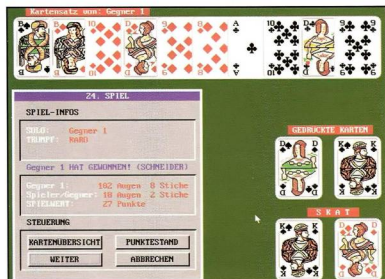 Kartensatz von: Gegner 1
24. SPIEL
SPIEL-INFOS
SOLO: Gegner 1
TRUMPF: KARO
GEDRÜCKTE KARTEN
Gegner 1 HAT GEWONNEN! (SCHNEIDER)
Gegner 1: 102 Augen 8 Stiche
Spieler/Gegner: 18 Augen 2 Stiche
SPIELWERT: 27 Punkte
SKAT
STEUERUNG
KARTENÜBERSICHT PUNKTESTAND
WEITER ABBRECHEN